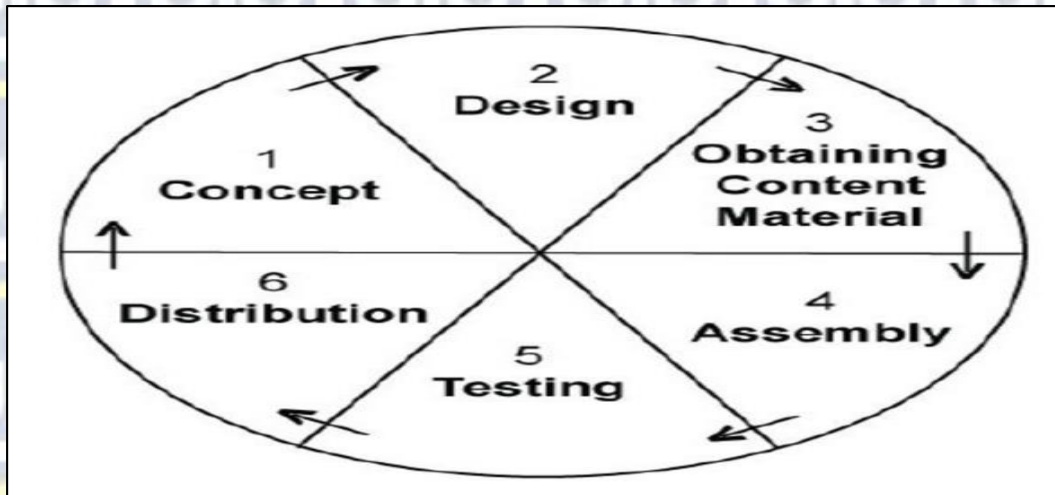 1
Concept
2
Design
3
Obtaining
Content
Material
4
Assembly
5
Testing
6
Distribution